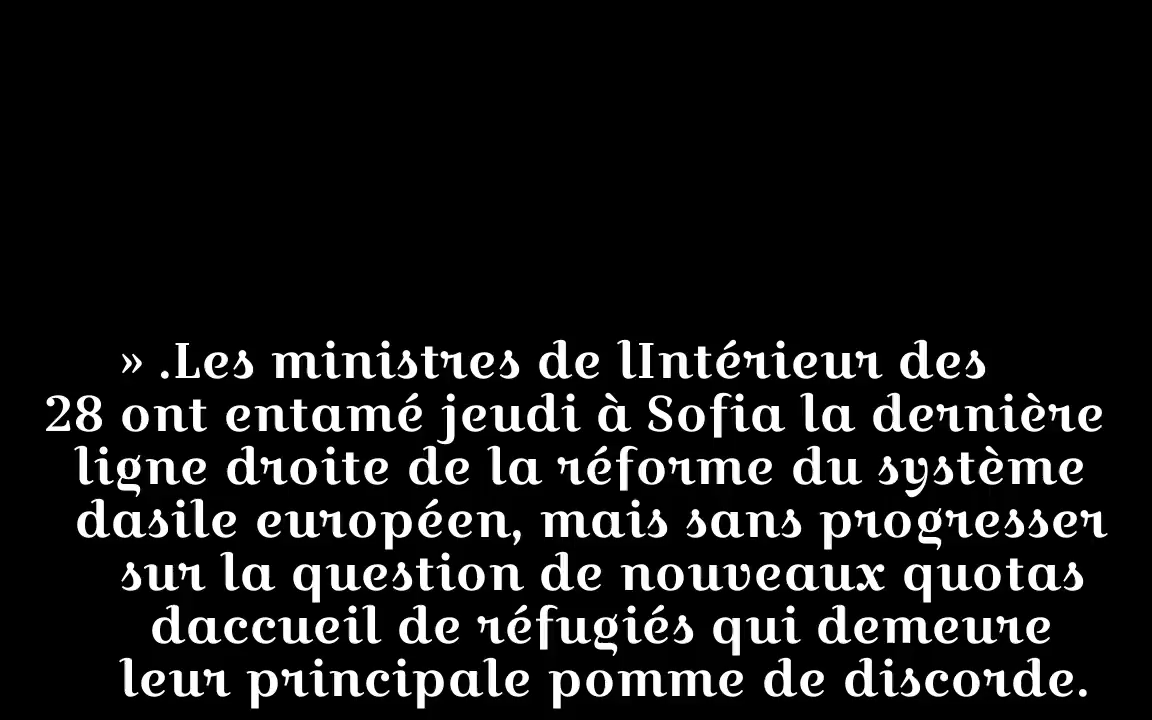 » .Les ministres de lIntérieur des
28 ont entamé jeudi à Sofia la dernière
ligne droite de la réforme du système
dasile européen, mais sans progresser
sur la question de nouveaux quotas
daccueil de réfugiés qui demeure
leur principale pomme de discorde.